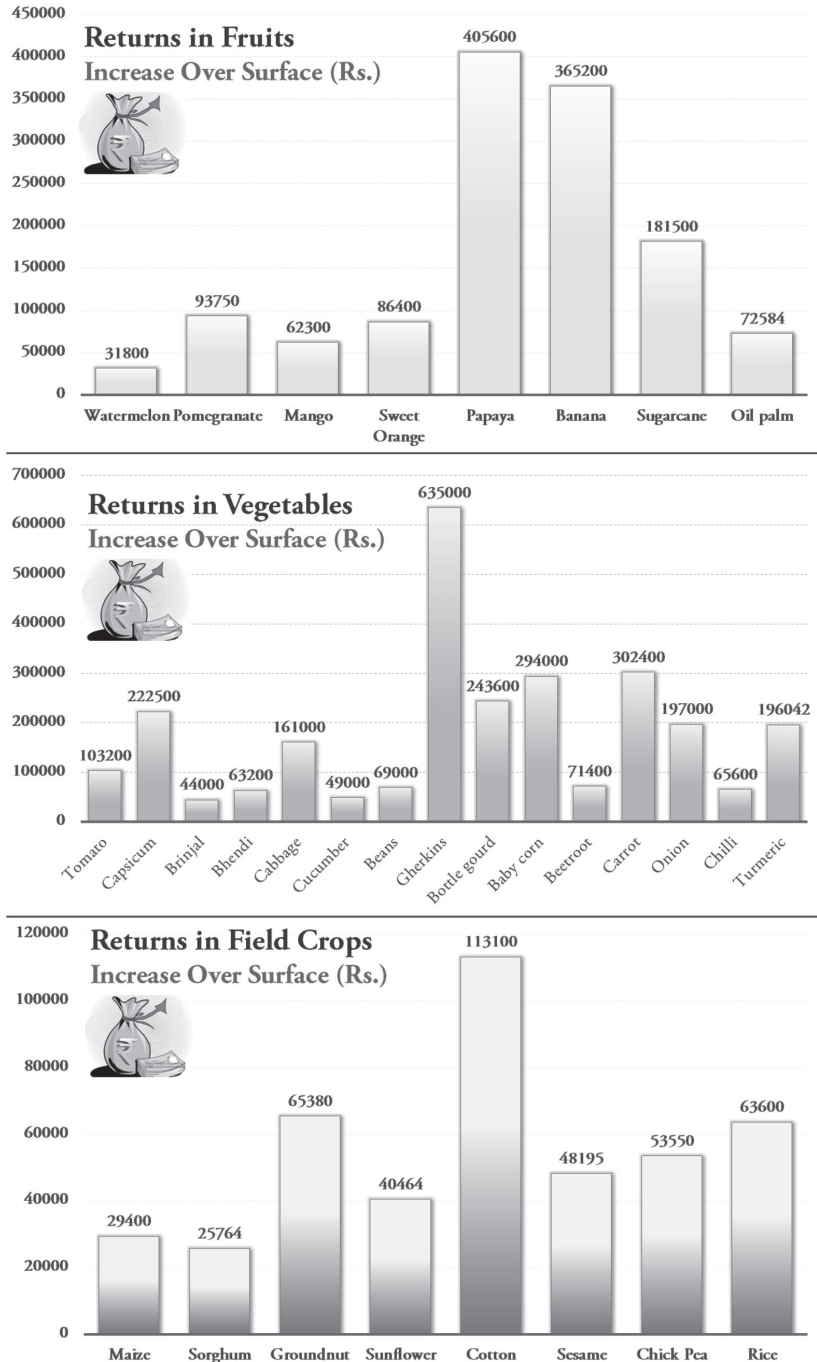 Returns in Fruits
Increase Over Surface (Rs.)
₹
450000
400000
350000
300000
250000
200000
150000
100000
50000
0
31800
93750
62300
86400
405600
365200
181500
72584
Watermelon Pomegranate Mango Sweet Papaya Banana Sugarcane Oil palm
Orange
Returns in Vegetables
Increase Over Surface (Rs.)
₹
700000
600000
500000
400000
300000
200000
100000
0
103200
222500
44000
63200
161000
49000
69000
635000
243600
294000
71400
302400
197000
65600
196042
Tomato
Capsicum
Brinjal
Bhendi
Cabbage
Cucumber
Beans
Gherkins
Bottle gourd
Baby corn
Beetroot
Carrot
Onion
Chilli
Turmeric
Returns in Field Crops
Increase Over Surface (Rs.)
₹
120000
100000
80000
60000
40000
20000
0
29400
25764
65380
40464
113100
48195
53550
63600
Maize Sorghum Groundnut Sunflower Cotton Sesame Chick Pea Rice